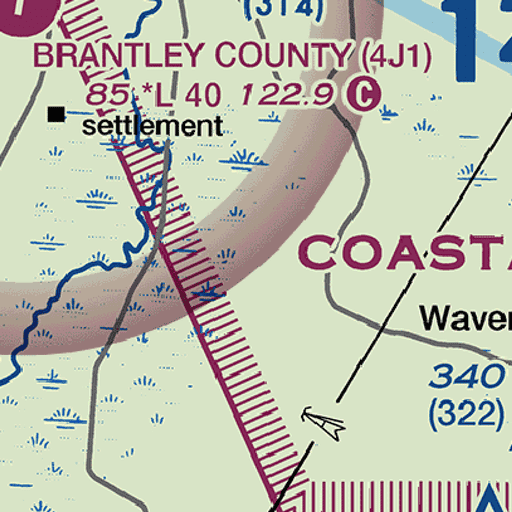 (314)
BRANTLEY COUNTY (4J1)
85 *L 40 122.9 C
settlement
COASTA
Waver
340
(322)